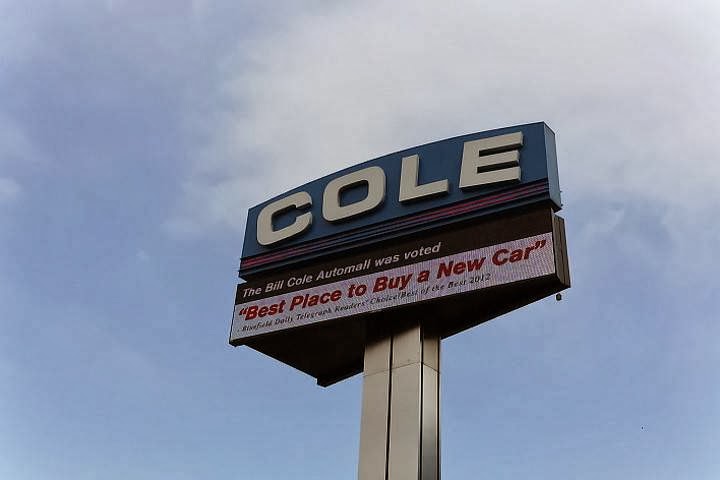 COLE
The Bill Cole Automall was voted
"Best Place to Buy a New Car"
- Bluefield Daily Telegraph Readers' Choice/Best of the Best 2012